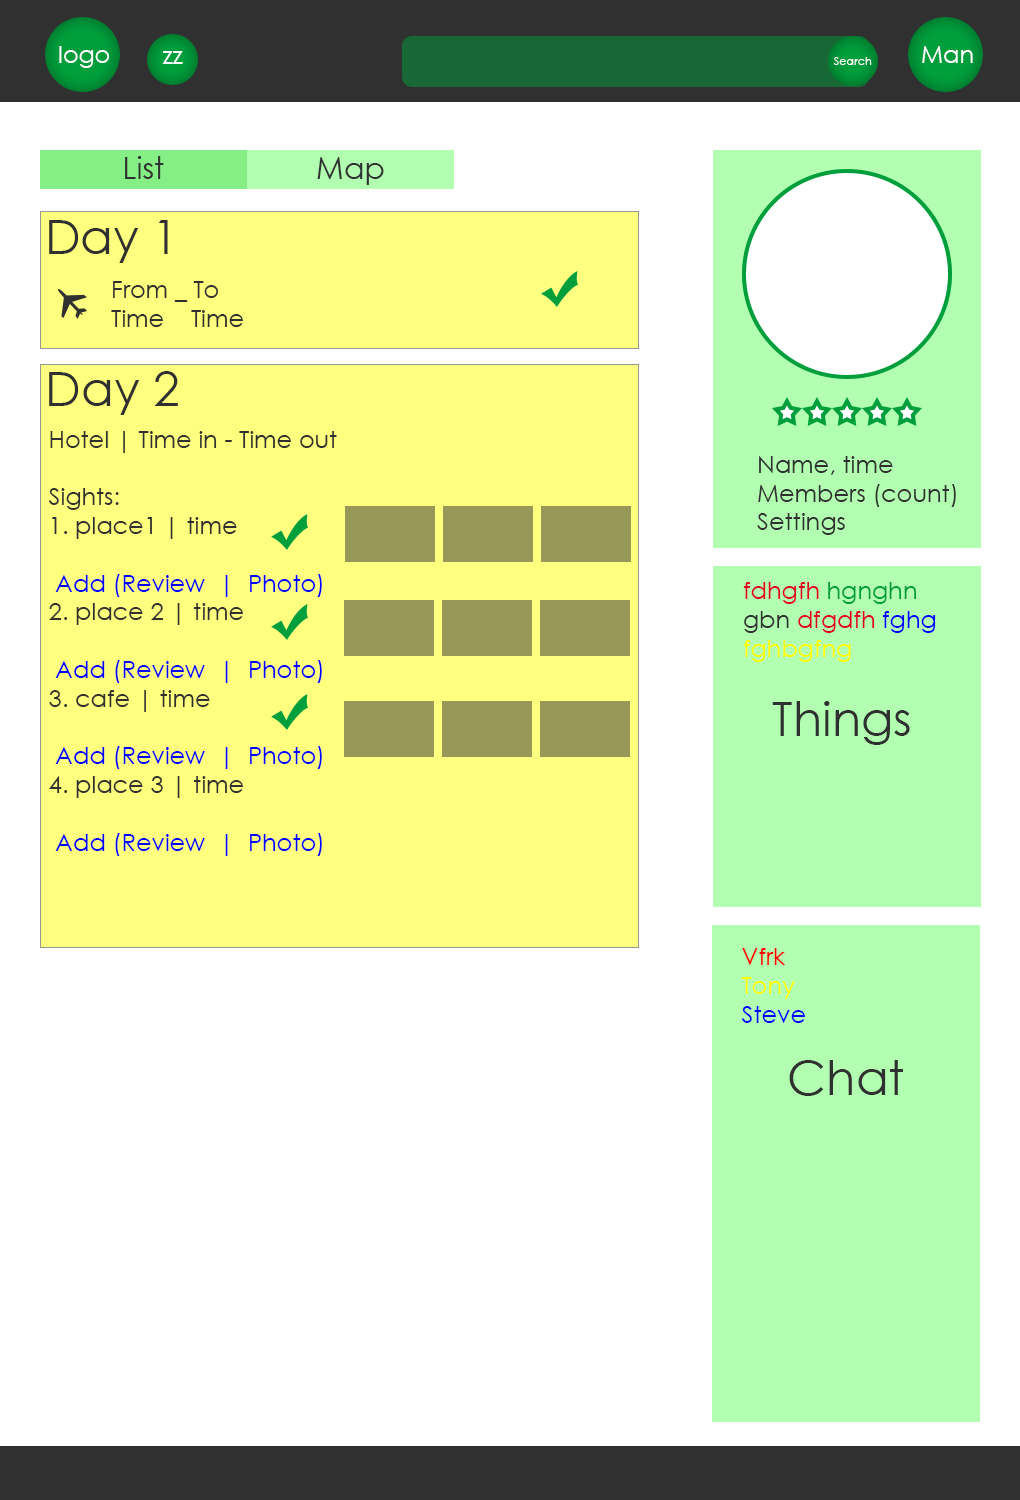 logo
zz
Search
Man
List
Map
Day 1
From _ To
Time Time
Day 2
Hotel | Time in - Time out
Sights:
1. place1 | time
Add (Review | Photo)
2. place 2 | time
Add (Review | Photo)
3. cafe | time
Add (Review | Photo)
4. place 3 | time
Add (Review | Photo)
Name, time
Members (count)
Settings
fdhgfh hgnghn
gbn dfgdfh fghg
fghbgfng
Things
Vfrk
Tony
Steve
Chat